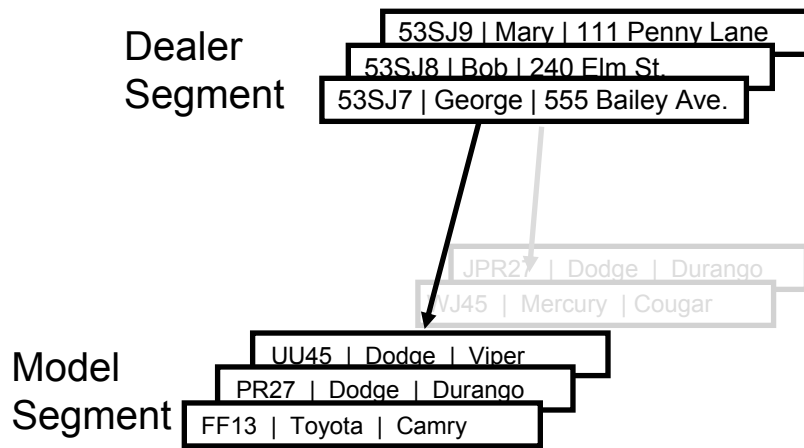 Dealer
Segment
53SJ9 | Mary | 111 Penny Lane
53SJ8 | Bob | 240 Elm St.
53SJ7 | George | 555 Bailey Ave.
JPR27 | Dodge | Durango
WJ45 | Mercury | Cougar
Model
Segment
UU45 | Dodge | Viper
PR27 | Dodge | Durango
FF13 | Toyota | Camry